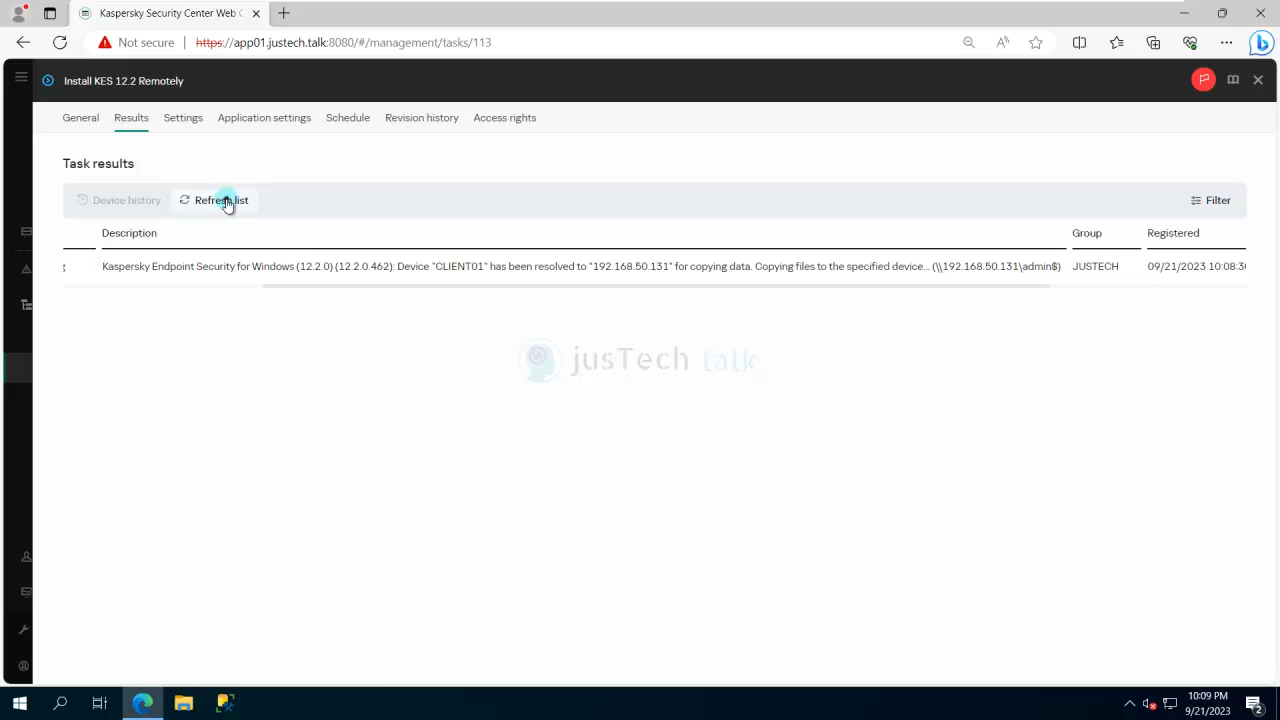 Kaspersky Security Center Web C
Not secure
https://app01.justech.talk:8080/#/management/tasks/113
Install KES 12.2 Remotely
General Results Settings Application settings Schedule Revision history Access rights
Task results
Device history Refresh list Filter
Description Group Registered
Kaspersky Endpoint Security for Windows (12.2.0) (12.2.0.462): Device "CLIENT01" has been resolved to "192.168.50.131" for copying data. Copying files to the specified device... (\\192.168.50.131\admin$) JUSTECH 09/21/2023 10:08:3
jusTech talk
10:09 PM
9/21/2023
2